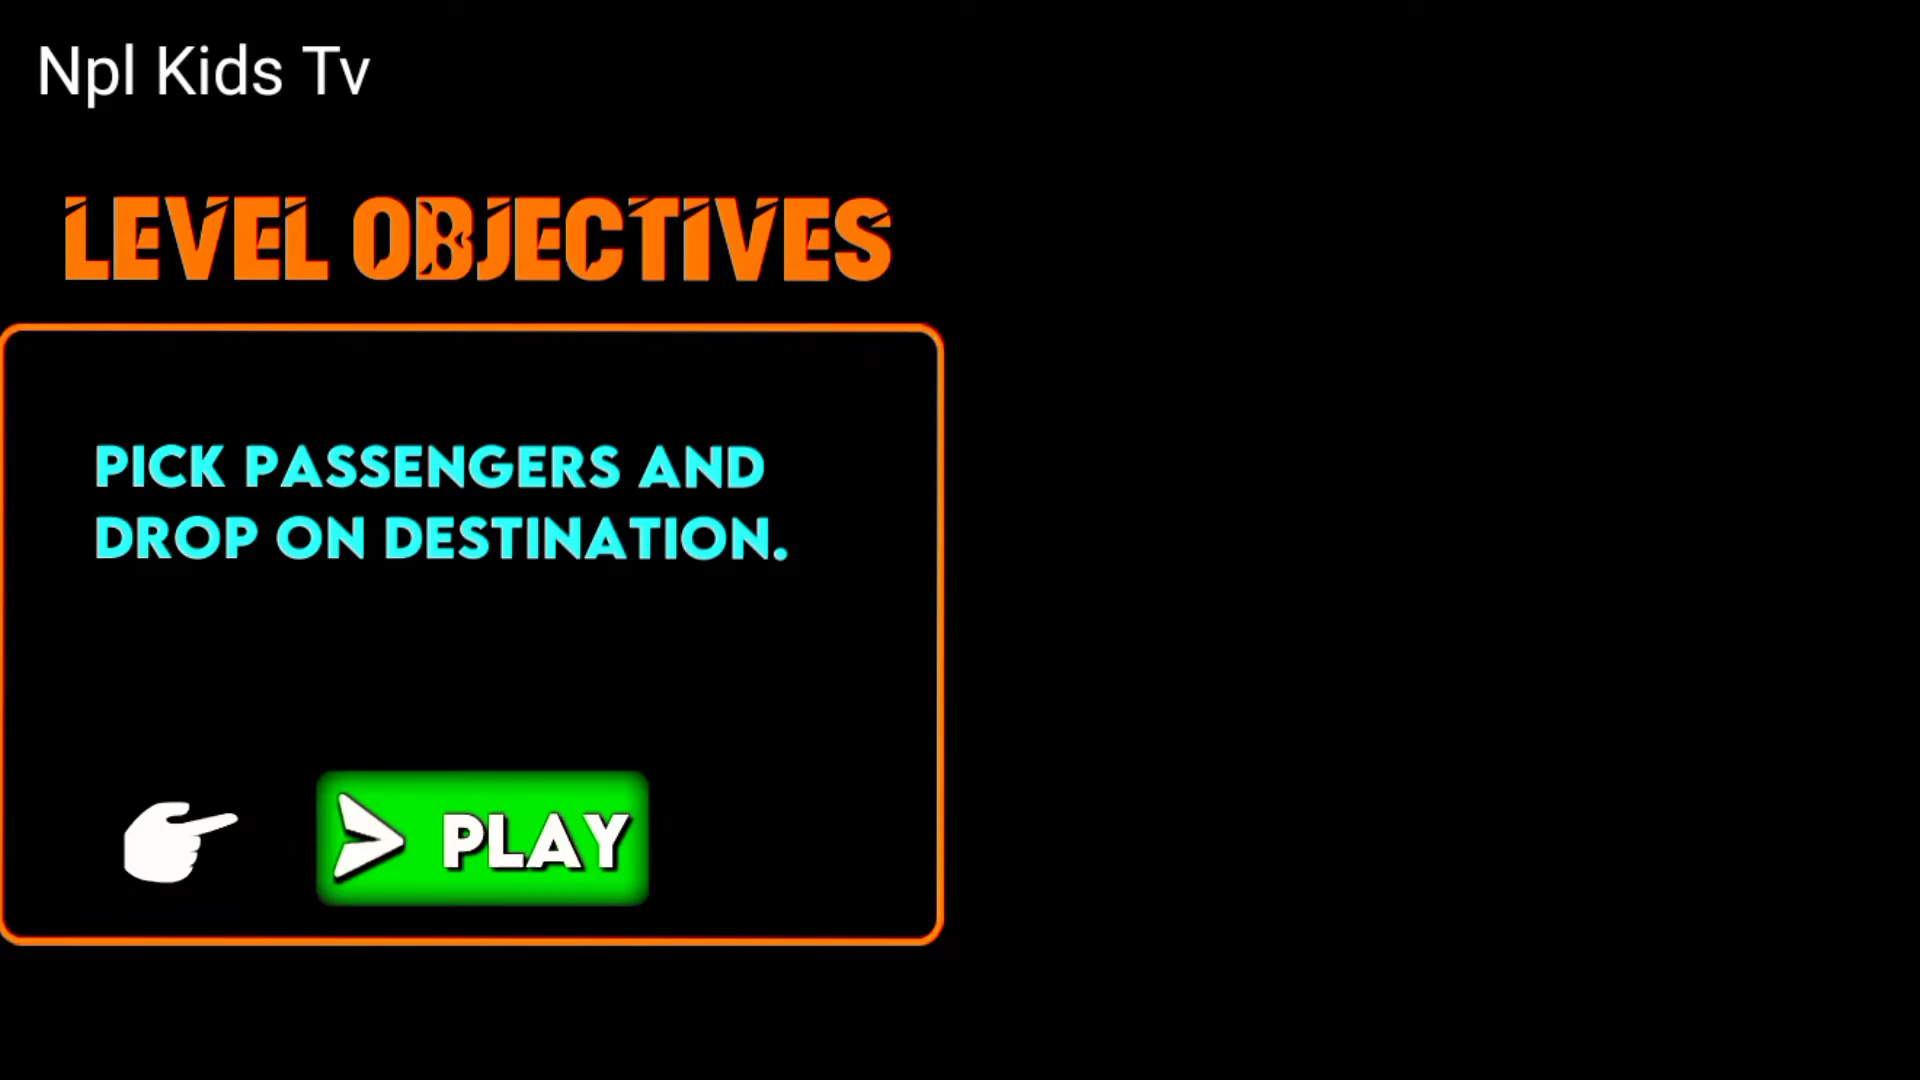 Npl Kids Tv
LEVEL OBJECTIVES
PICK PASSENGERS AND
DROP ON DESTINATION.
PLAY